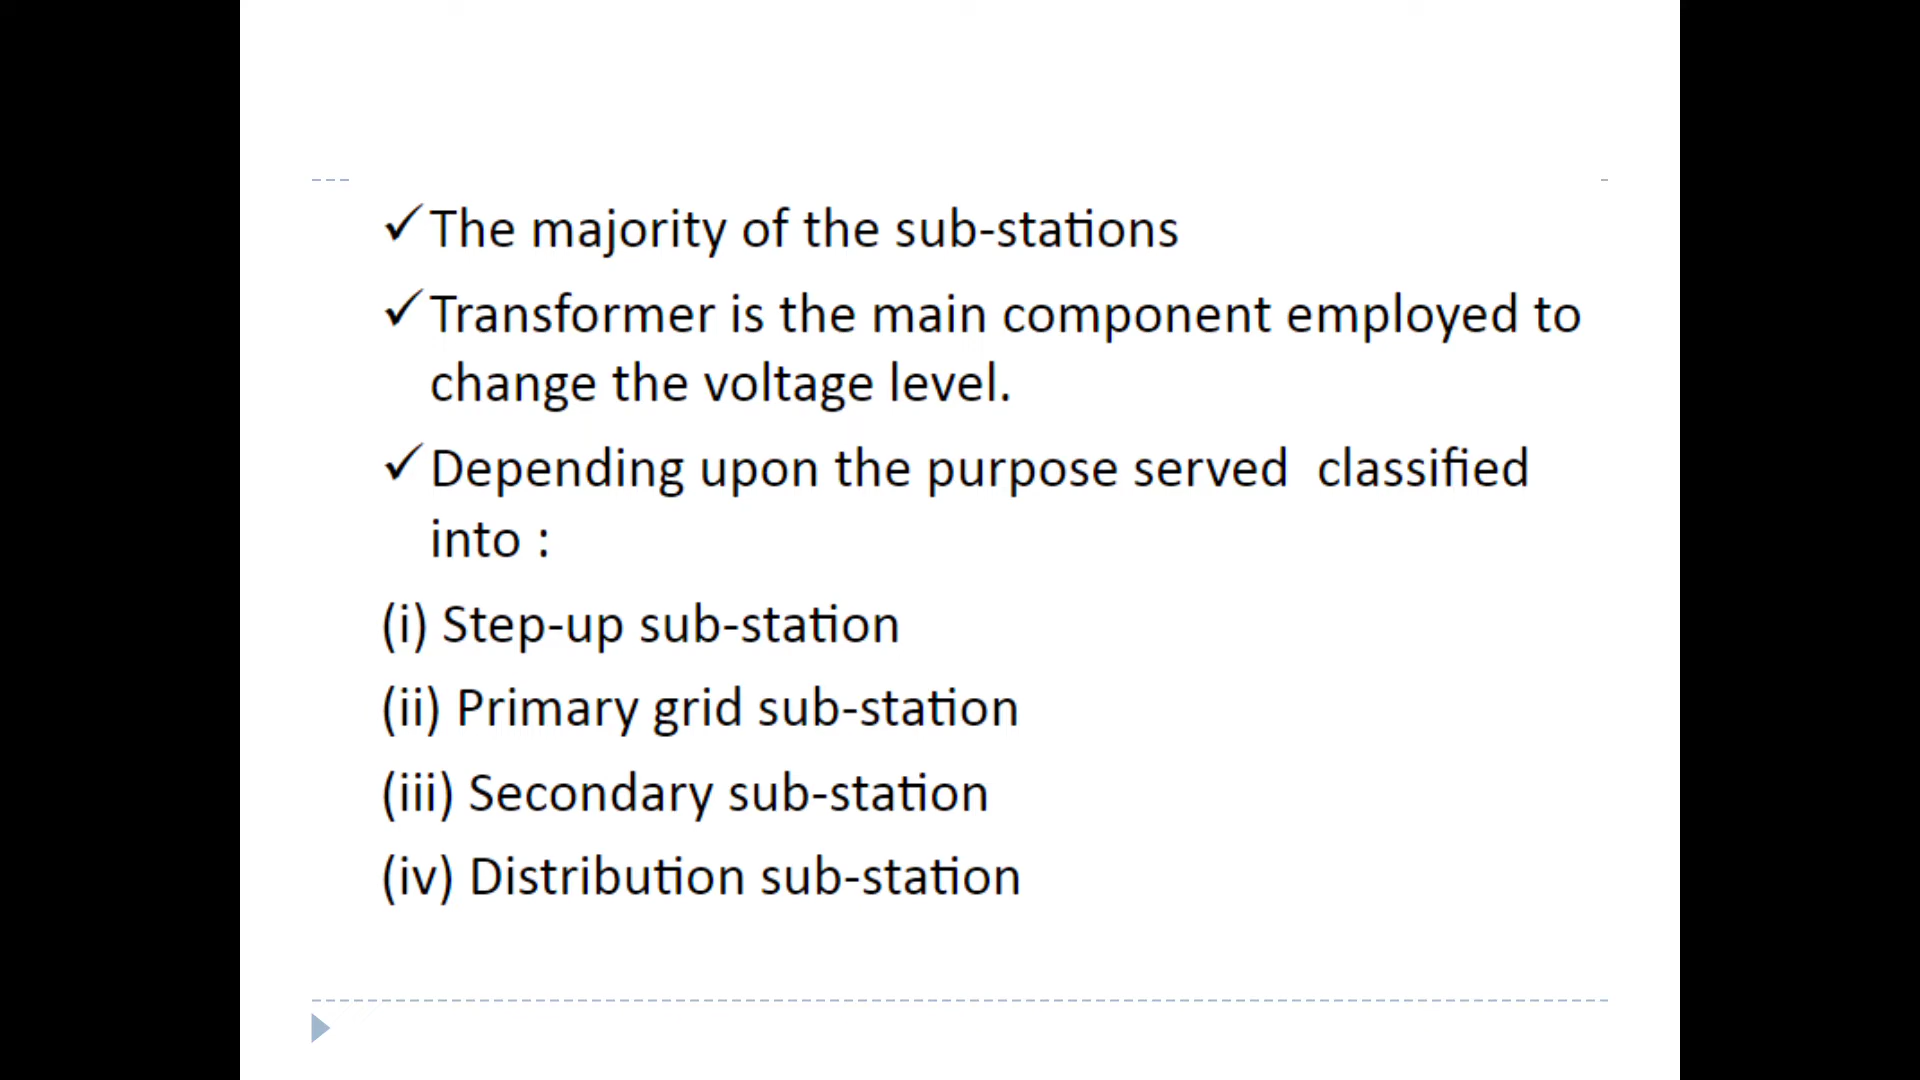 ✓The majority of the sub-stations
✓Transformer is the main component employed to
change the voltage level.
✓Depending upon the purpose served  classified
into :
(i) Step-up sub-station
(ii) Primary grid sub-station
(iii) Secondary sub-station
(iv) Distribution sub-station